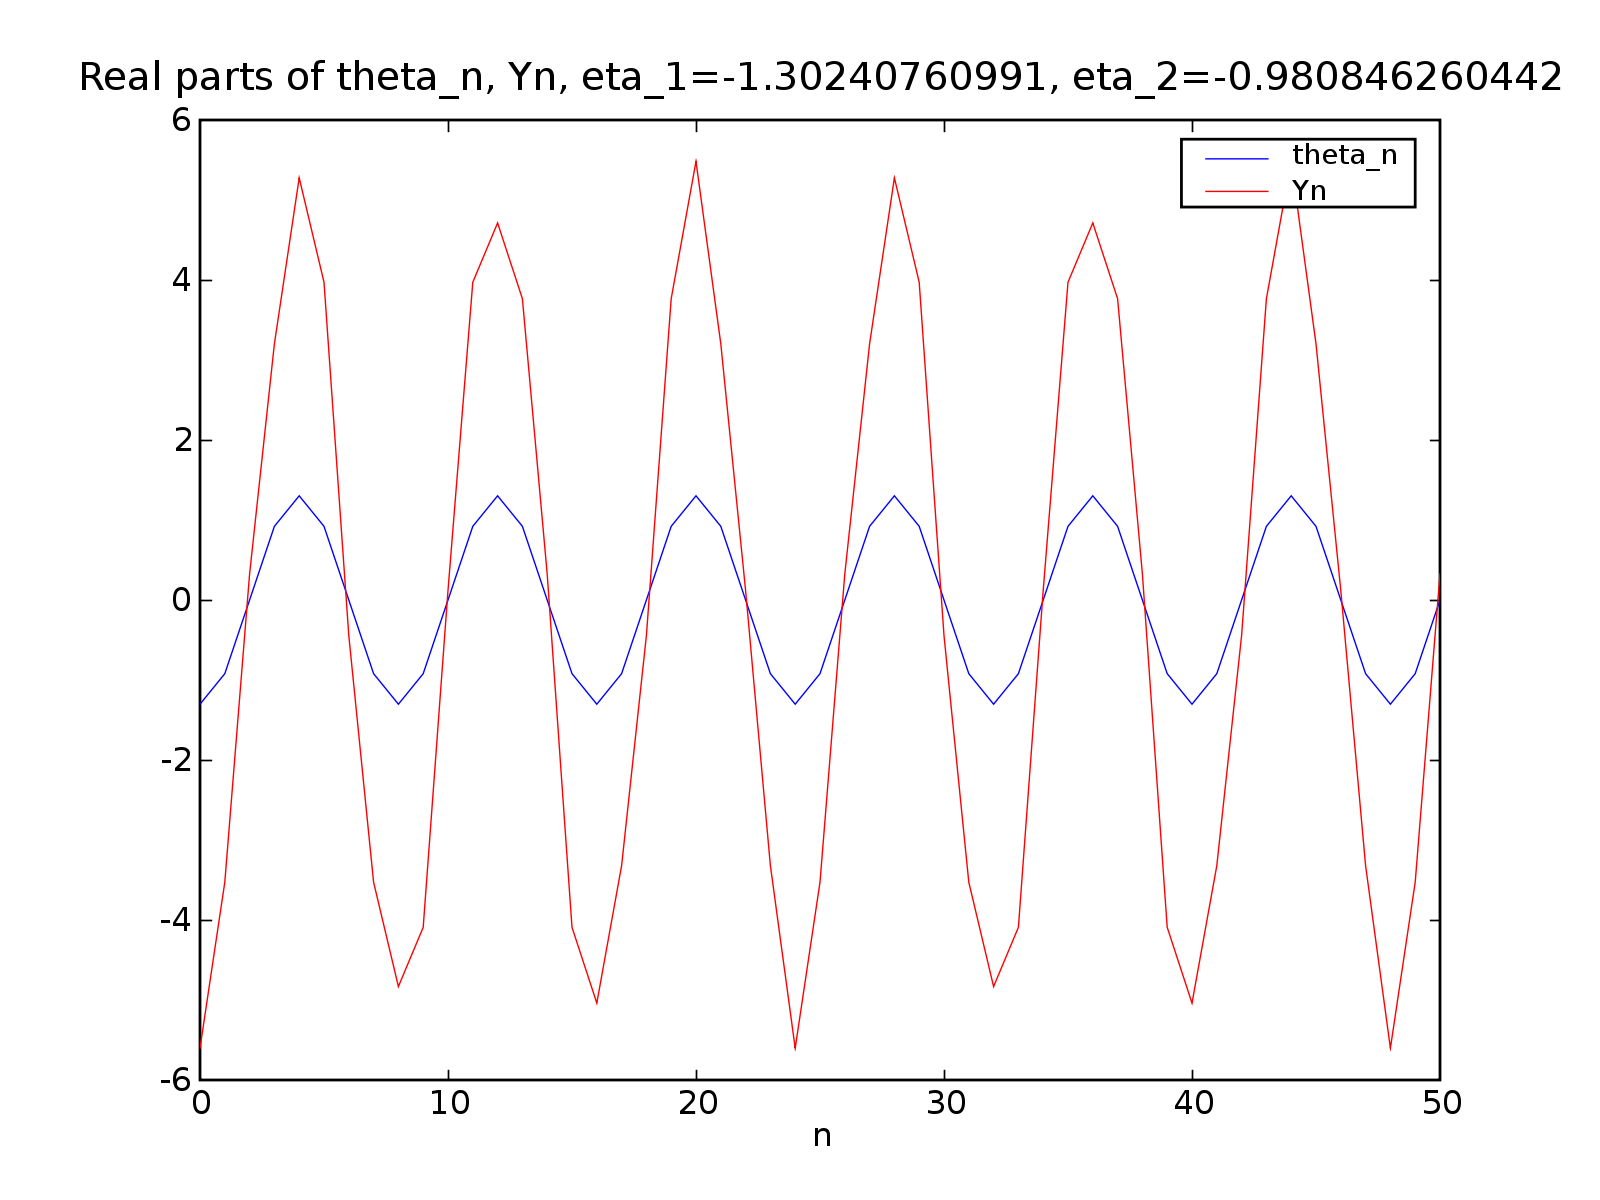 Real parts of theta_n, Yn, eta_1=-1.30240760991, eta_2=-0.980846260442
6
theta_n
Yn
4
2
0
-2
-4
-6
0 10 20 30 40 50
n